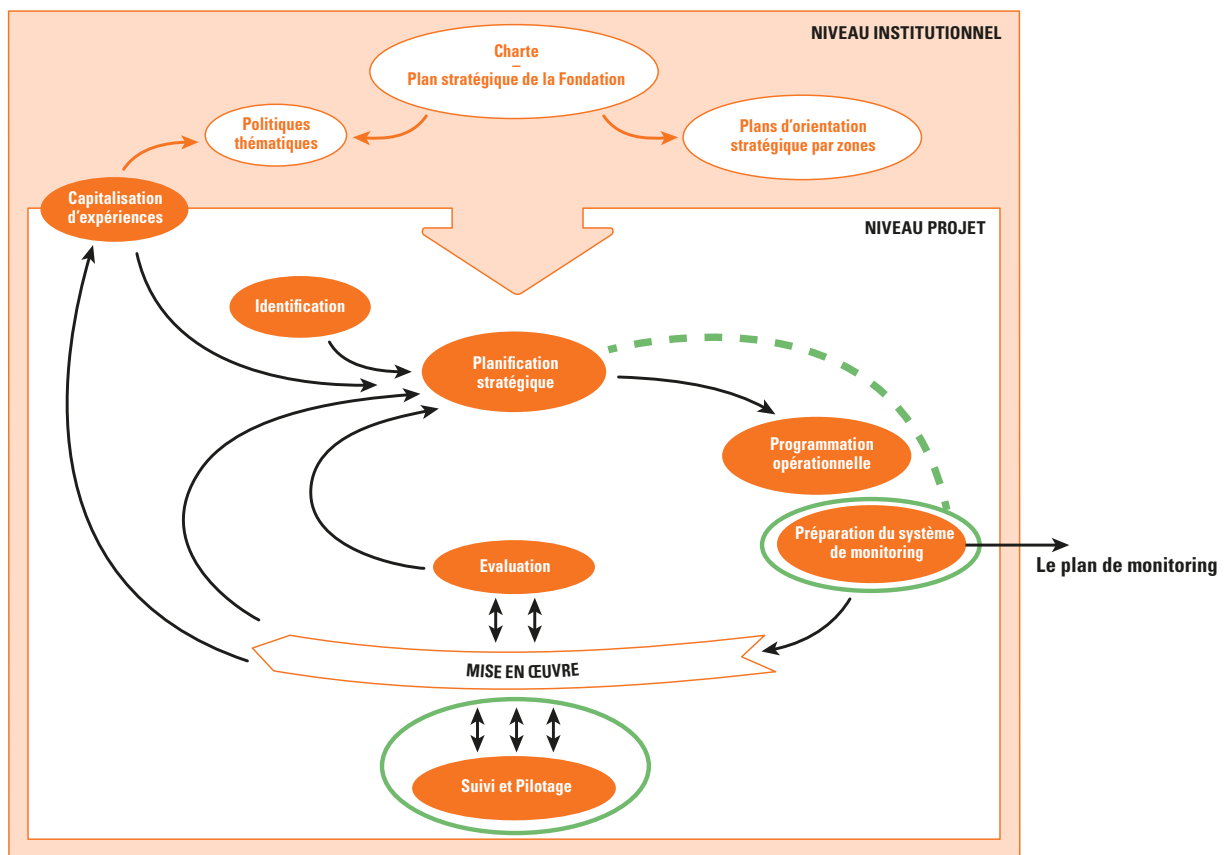 NIVEAU INSTITUTIONNEL
Charte
–
Plan stratégique de la Fondation
Politiques
thématiques
Plans d'orientation
stratégique par zones
Capitalisation
d'expériences
NIVEAU PROJET
Identification
Planification
stratégique
Programmation
opérationnelle
Préparation du système
de monitoring
Le plan de monitoring
Evaluation
MISE EN ŒUVRE
Suivi et Pilotage